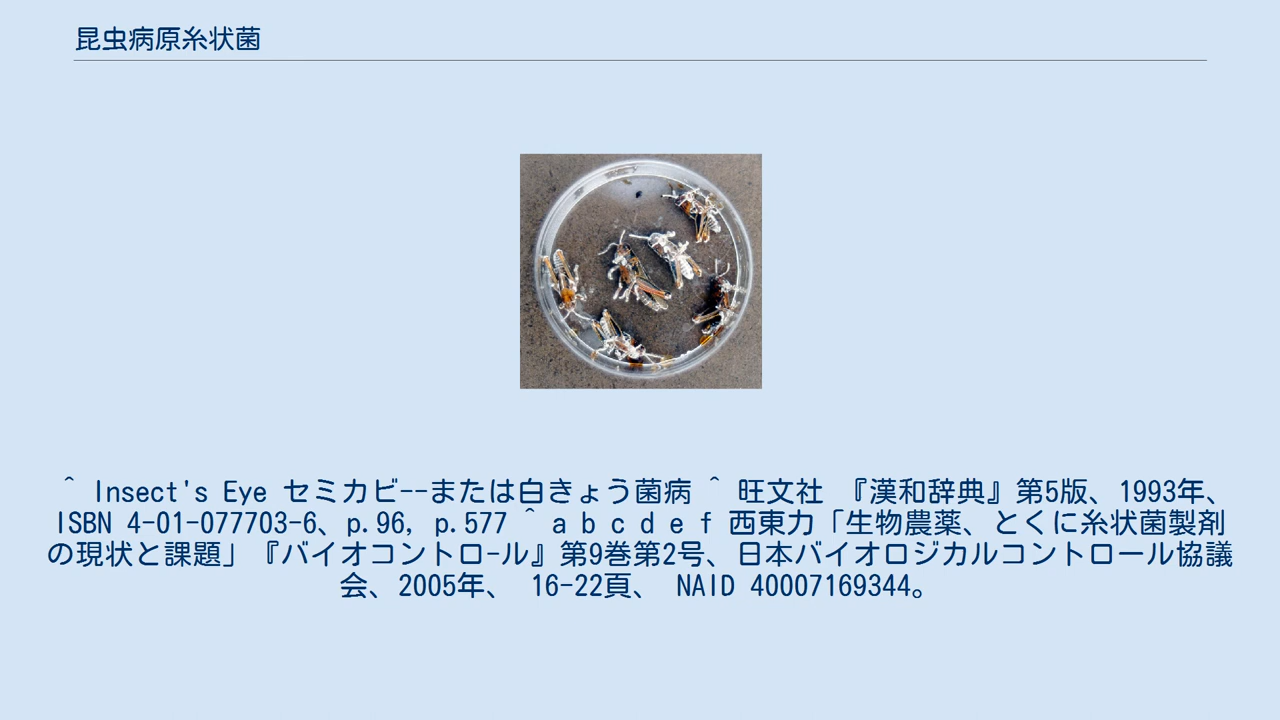 昆虫病原糸状菌
^ Insect's Eye セミカビ--または白きょう菌病 ^ 旺文社 『漢和辞典』第5版、1993年、
ISBN 4-01-077703-6、p.96, p.577 ^ a b c d e f 西東力「生物農薬、とくに糸状菌製剤
の現状と課題」『バイオコントロ-ル』第9巻第2号、日本バイオロジカルコントロール協議
会、2005年、 16-22頁、 NAID 40007169344。